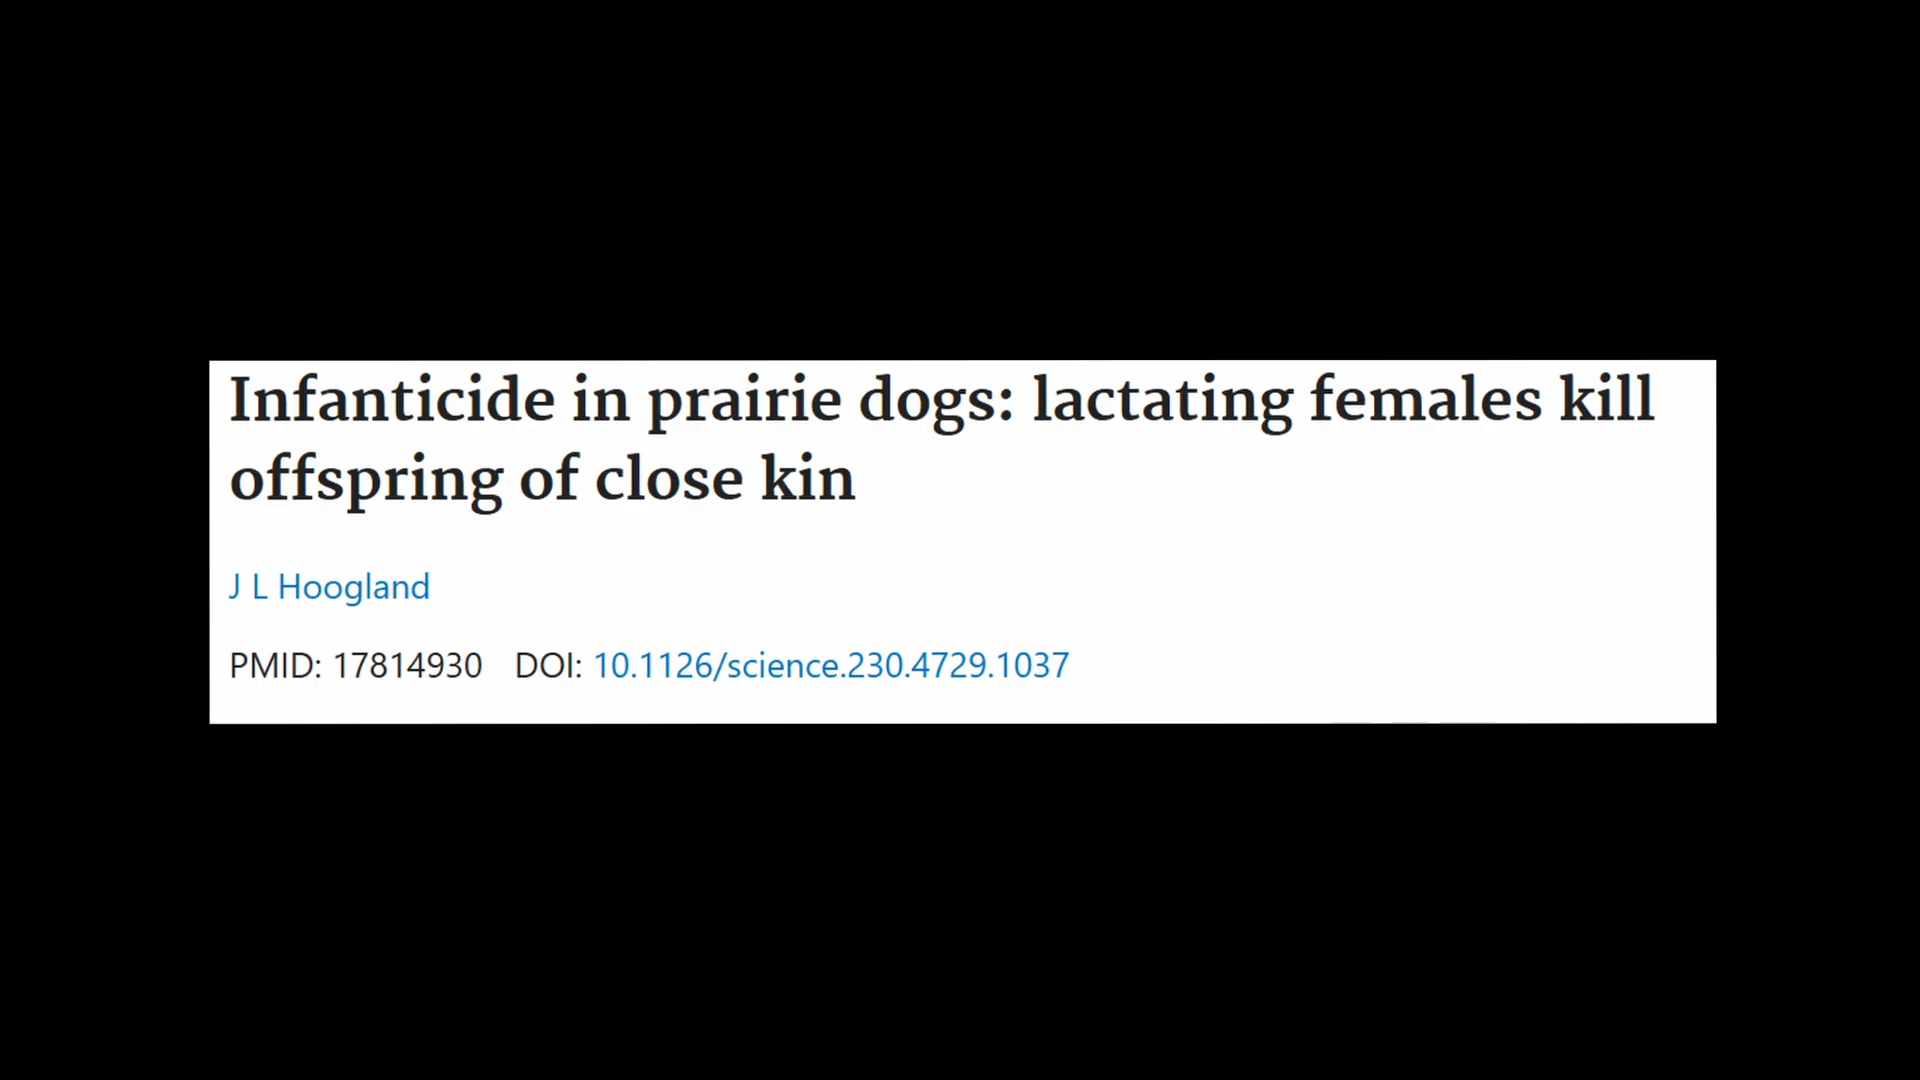 Infanticide in prairie dogs: lactating females kill
offspring of close kin
J L Hoogland
PMID: 17814930 DOI: 10.1126/science.230.4729.1037